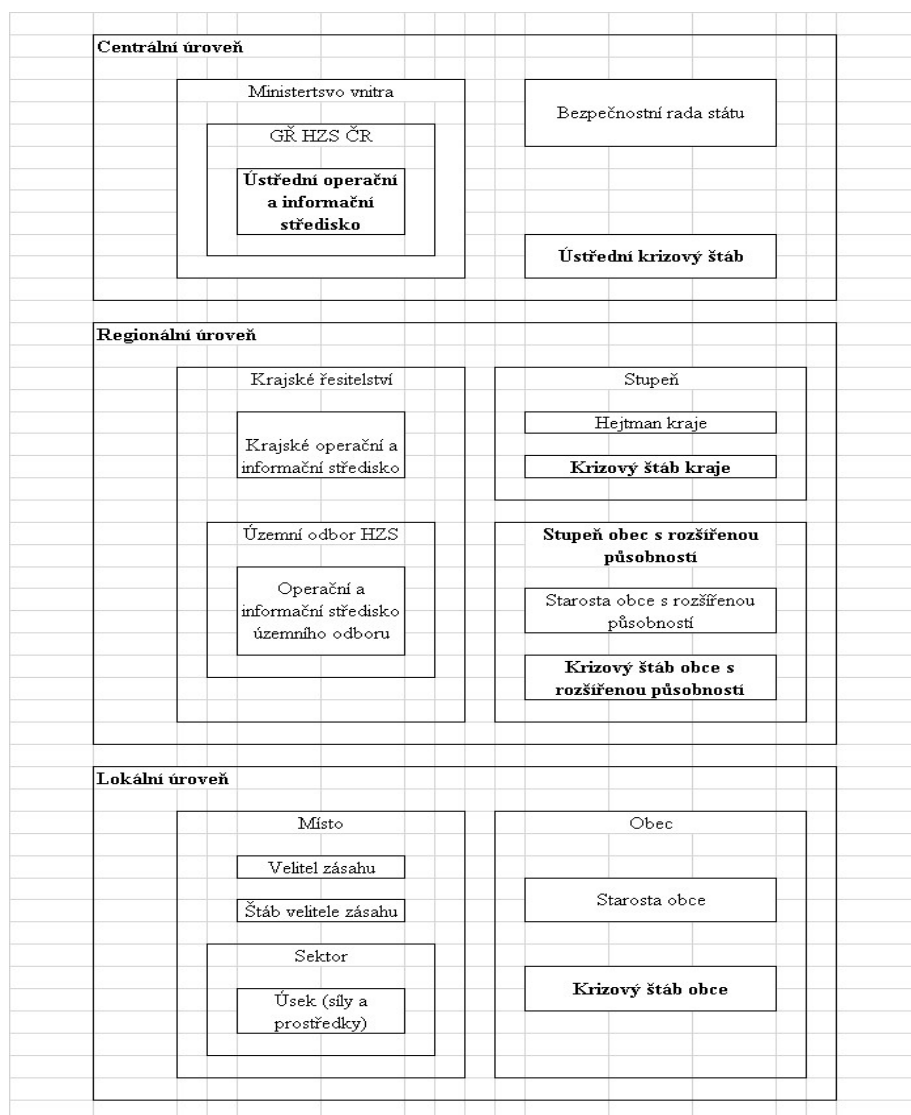 Centrální úroveň
Ministertsvo vnitra
GŘ HZS ČR
Ústřední operační
a informační
středisko
Bezpečnostní rada státu
Ústřední krizový štáb
Regionální úroveň
Krajské řesitelství
Krajské operační a
informační středisko
Územní odbor HZS
Operační a
informační středisko
územního odboru
Stupeň
Hejtman kraje
Krizový štáb kraje
Stupeň obec s rozšířenou
působností
Starosta obce s rozšířenou
působností
Krizový štáb obce s
rozšířenou působností
Lokální úroveň
Místo
Velitel zásahu
Štáb velitele zásahu
Sektor
Úsek (síly a
prostředky)
Obec
Starosta obce
Krizový štáb obce